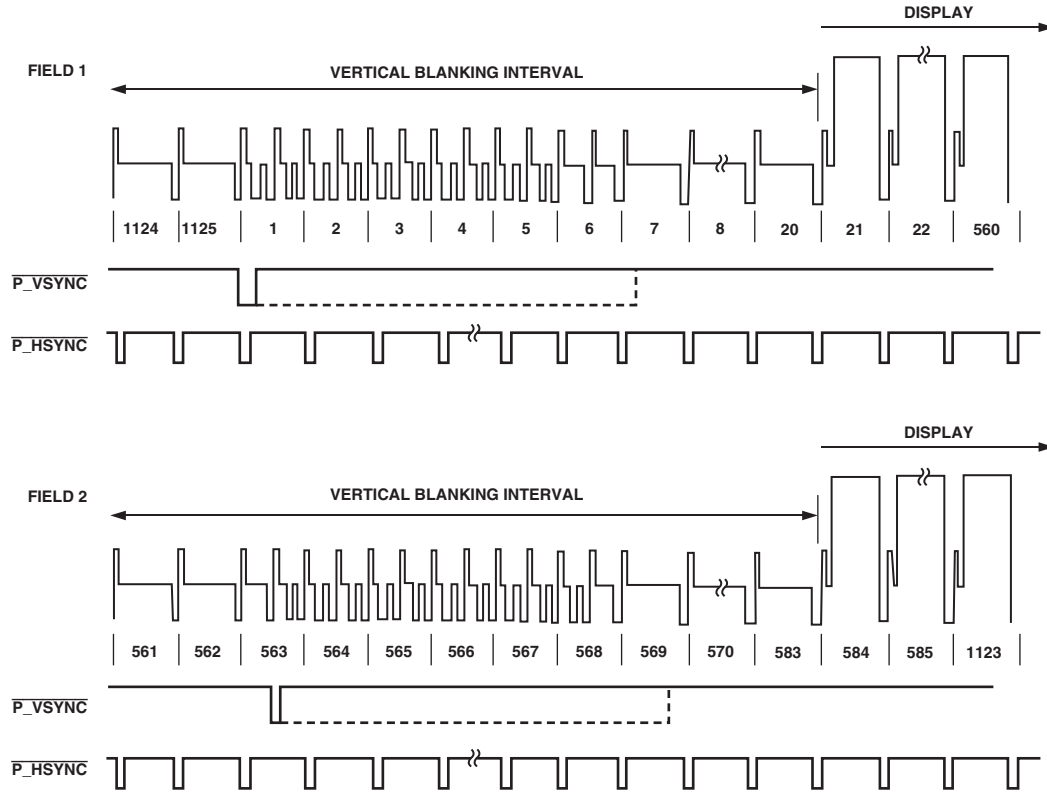 DISPLAY
FIELD 1
VERTICAL BLANKING INTERVAL
1124 1125 1 2 3 4 5 6 7 8 20 21 22 560
P_VSYNC
P_HSYNC
DISPLAY
FIELD 2
VERTICAL BLANKING INTERVAL
561 562 563 564 565 566 567 568 569 570 583 584 585 1123
P_VSYNC
P_HSYNC